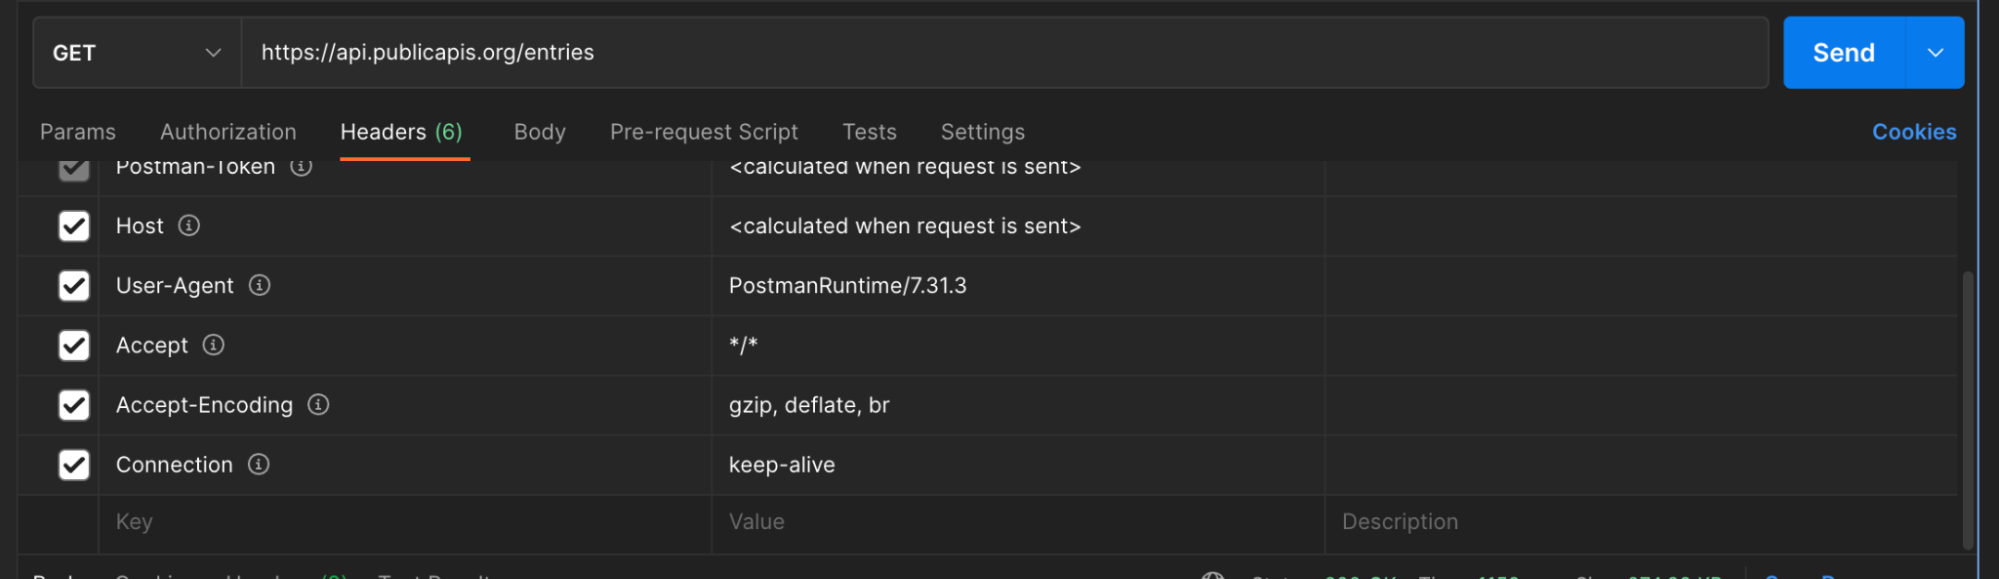 GET https://api.publicapis.org/entries Send
Params Authorization Headers (6) Body Pre-request Script Tests Settings Cookies
Postman-Token <calculated when request is sent>
Host <calculated when request is sent>
User-Agent PostmanRuntime/7.31.3
Accept */*
Accept-Encoding gzip, deflate, br
Connection keep-alive
Key Value Description